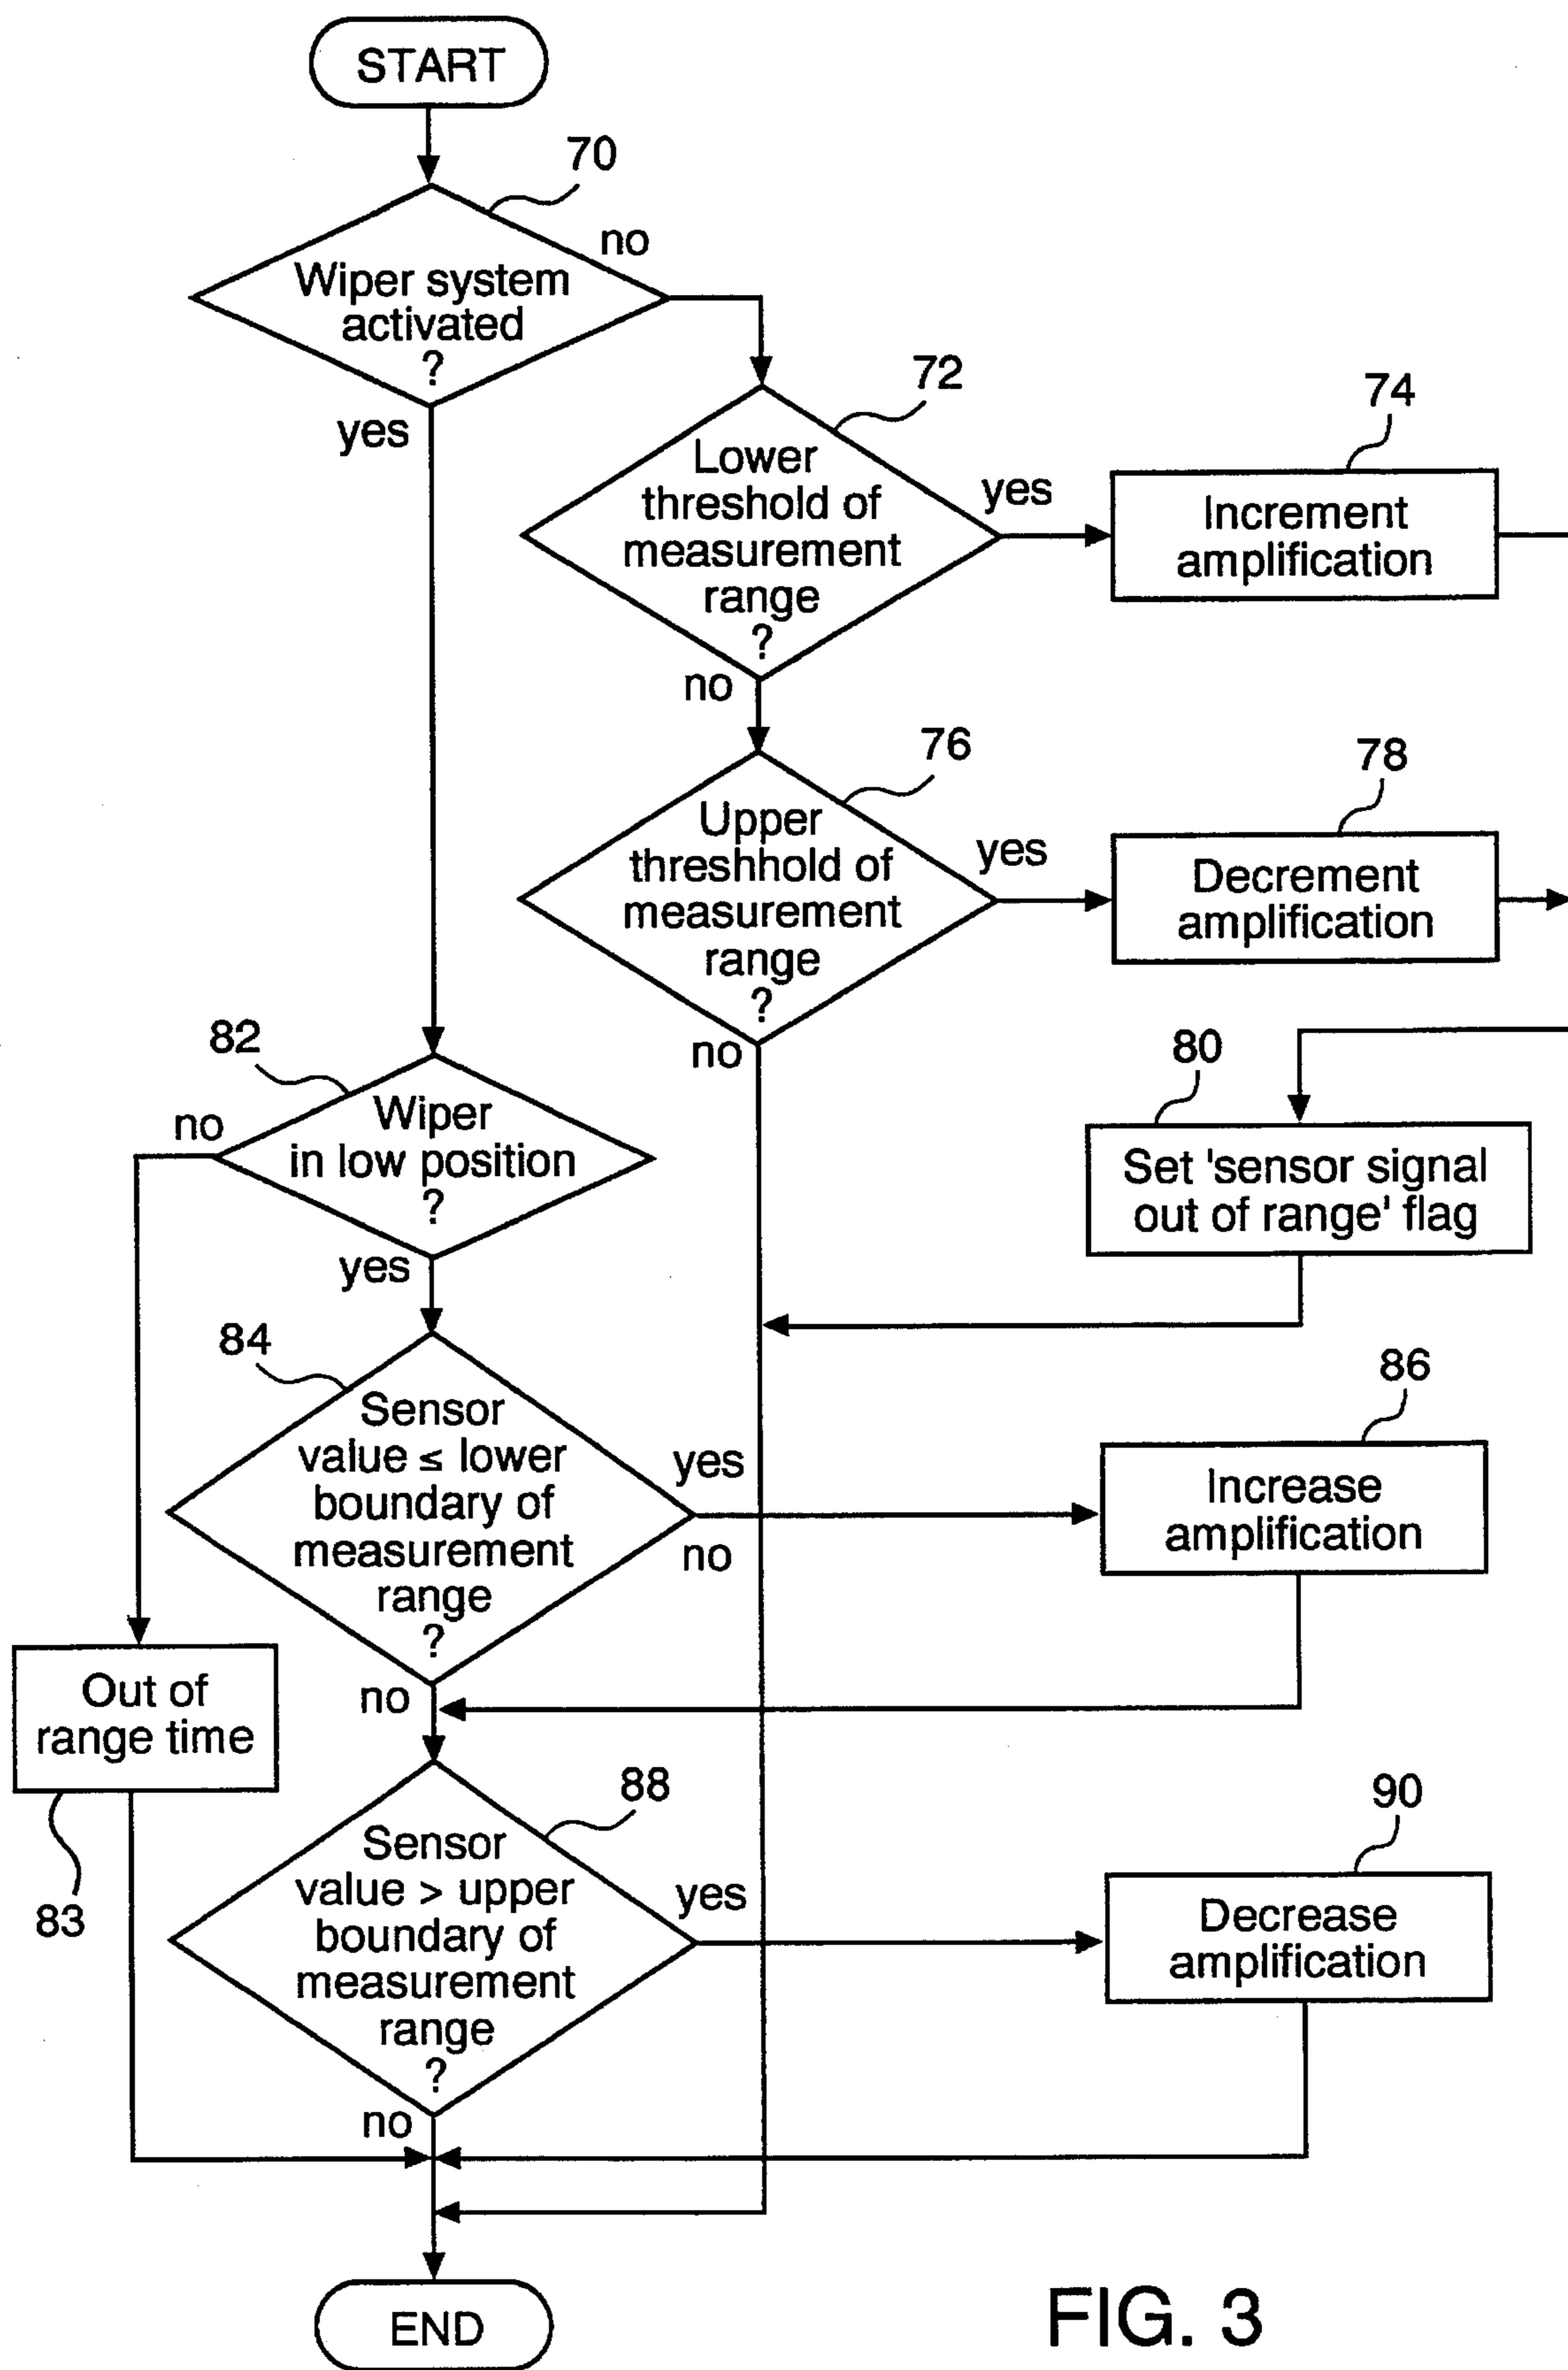 START
70
no
Wiper system
activated
?
yes
72
Lower
threshold of
measurement
range
?
yes
no
74
Increment
amplification
76
Upper
threshhold of
measurement
range
?
yes
no
78
Decrement
amplification
80
Set 'sensor signal
out of range' flag
82
no
Wiper
in low position
?
yes
84
Sensor
value ≤ lower
boundary of
measurement
range
?
yes
no
no
86
Increase
amplification
Out of
range time
83
88
Sensor
value > upper
boundary of
measurement
range
?
yes
no
90
Decrease
amplification
END
FIG. 3